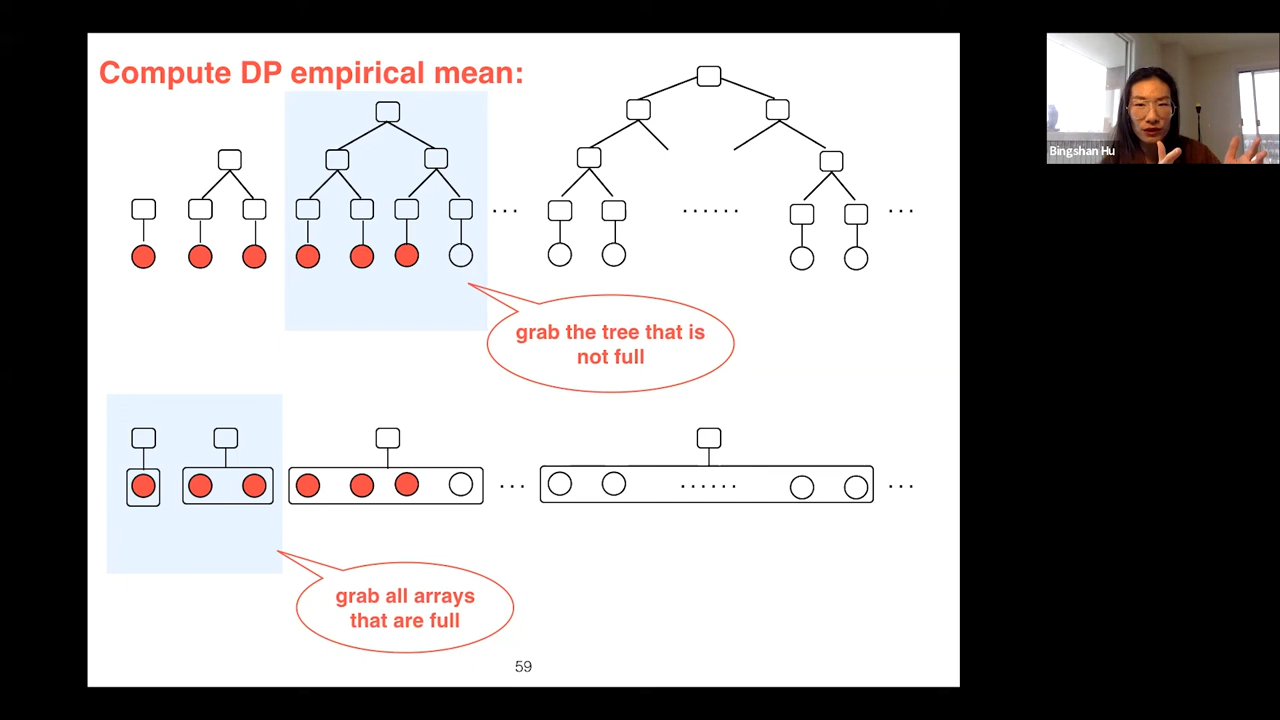 Compute DP empirical mean:
Bingshan Hu
grab the tree that is
not full
grab all arrays
that are full
59